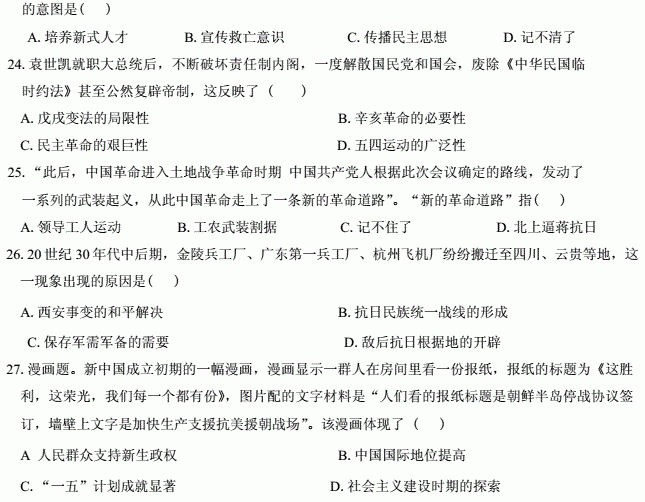 的意图是(    )
A. 培养新式人才    B. 宣传救亡意识    C. 传播民主思想    D. 记不清了
24. 袁世凯就职大总统后，不断破坏责任制内阁，一度解散国民党和国会，废除《中华民国临
时约法》甚至公然复辟帝制，这反映了（    ）
A. 戊戌变法的局限性    B. 辛亥革命的必要性
C. 民主革命的艰巨性    D. 五四运动的广泛性
25. “此后，中国革命进入土地战争革命时期 中国共产党人根据此次会议确定的路线，发动了
一系列的武装起义，从此中国革命走上了一条新的革命道路”。“新的革命道路”指(    )
A. 领导工人运动    B. 工农武装割据    C. 记不住了    D. 北上逼蒋抗日
26. 20世纪30年代中后期，金陵兵工厂、广东第一兵工厂、杭州飞机厂纷纷搬迁至四川、云贵等地，这
一现象出现的原因是(    )
A. 西安事变的和平解决    B. 抗日民族统一战线的形成
C. 保存军需军备的需要    D. 敌后抗日根据地的开辟
27. 漫画题。新中国成立初期的一幅漫画，漫画显示一群人在房间里看一份报纸，报纸的标题为《这胜
利，这荣光，我们每一个都有份》，图片配的文字材料是“人们看的报纸标题是朝鲜半岛停战协议签
订，墙壁上文字是加快生产支援抗美援朝战场”。该漫画体现了（    ）
A 人民群众支持新生政权    B. 中国国际地位提高
C. “一五”计划成就显著    D. 社会主义建设时期的探索